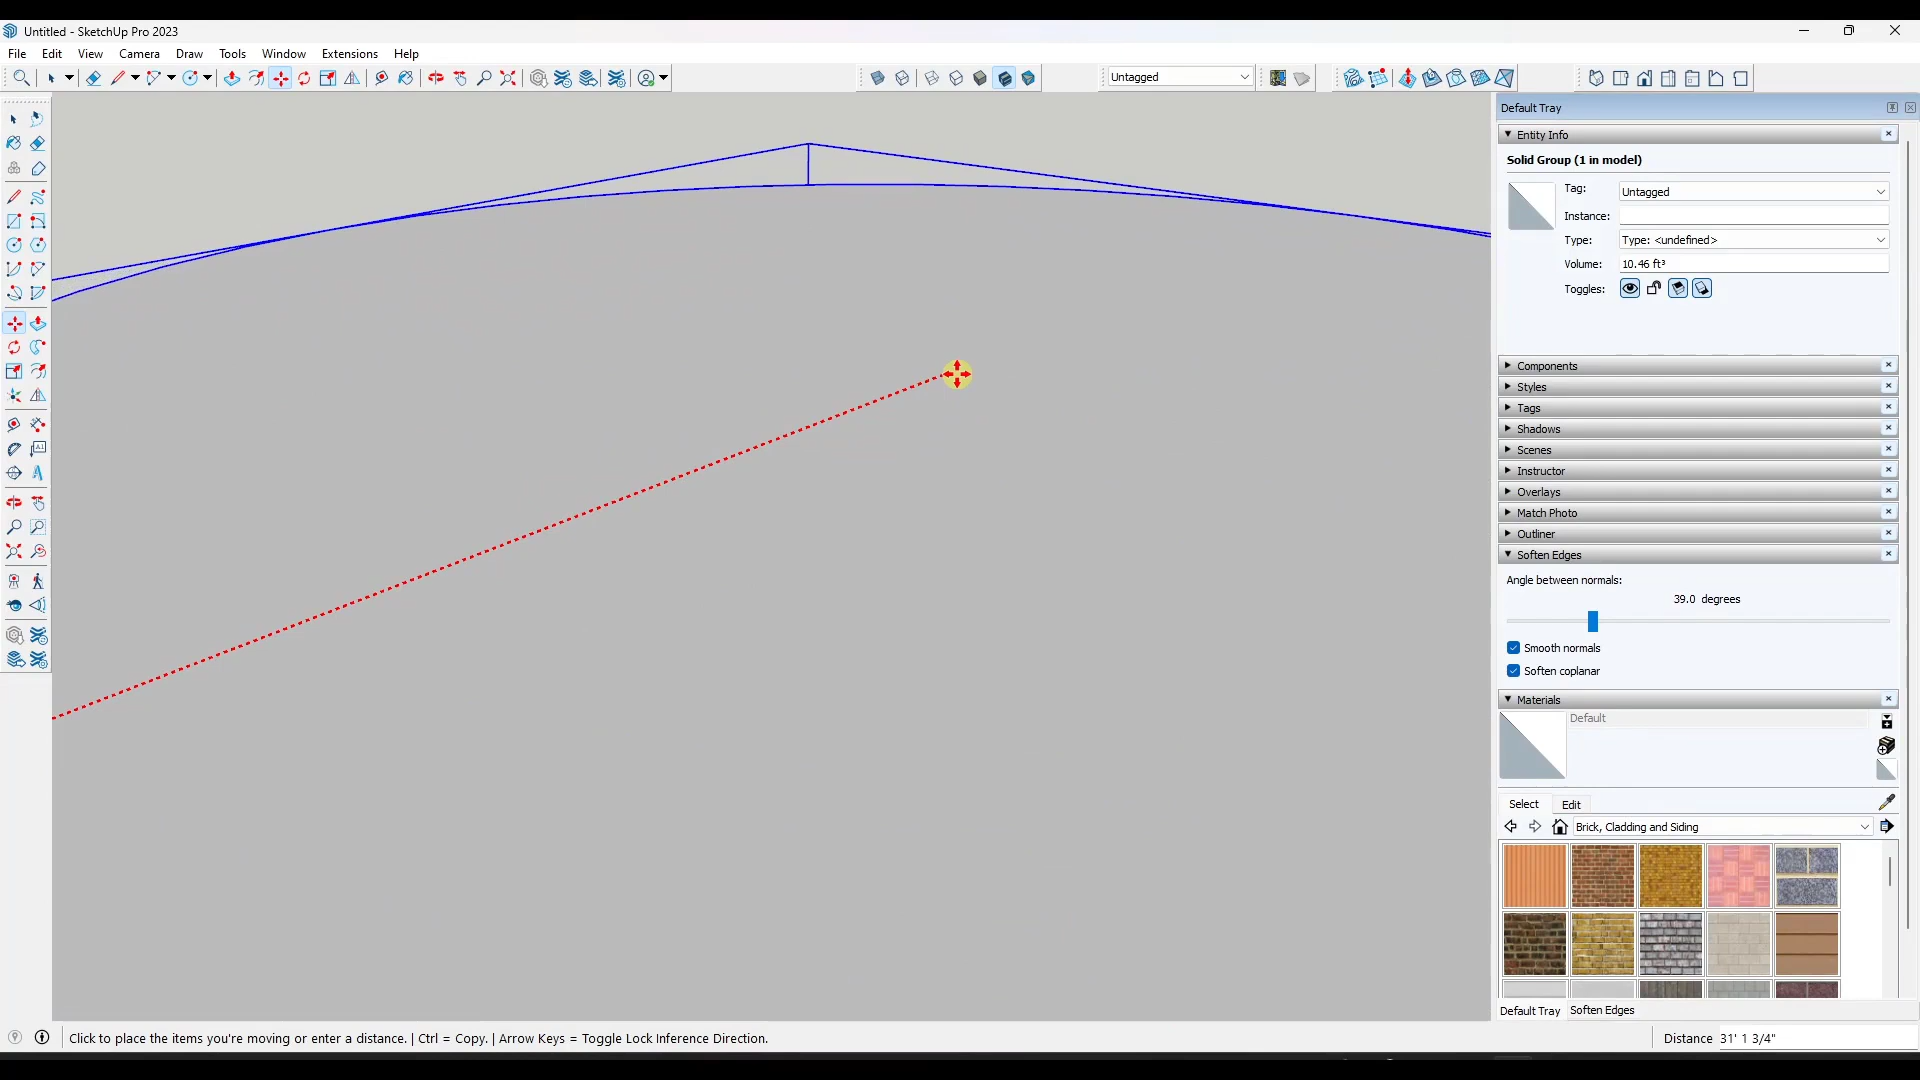 Untitled - SketchUp Pro 2023
File Edit View Camera Draw Tools Window Extensions Help
Untagged
Default Tray
Entity Info
Solid Group (1 in model)
Tag: Untagged
Instance:
Type: Type: <undefined>
Volume: 10.46 ft³
Toggles:
Components
Styles
Tags
Shadows
Scenes
Instructor
Overlays
Match Photo
Outliner
Soften Edges
Angle between normals:
39.0 degrees
Smooth normals
Soften coplanar
Materials
Default
Select Edit
Brick, Cladding and Siding
Default Tray Soften Edges
Click to place the items you're moving or enter a distance. | Ctrl = Copy. | Arrow Keys = Toggle Lock Inference Direction.
Distance 31' 1 3/4"